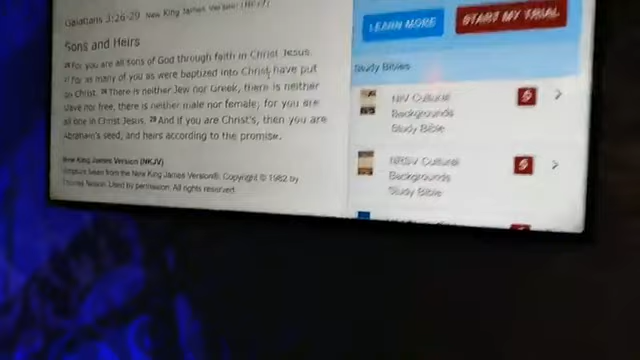 Galatians 3:26-29 New King James Version (NKJV)
Sons and Heirs
26 For you are all sons of God through faith in Christ Jesus.
27 For as many of you as were baptized into Christ have put
on Christ. 28 There is neither Jew nor Greek, there is neither
slave nor free, there is neither male nor female; for you are
all one in Christ Jesus. 29 And if you are Christ's, then you are
Abraham's seed, and heirs according to the promise.
New King James Version (NKJV)
Scripture taken from the New King James Version®. Copyright © 1982 by
Thomas Nelson. Used by permission. All rights reserved.
LEARN MORE
START MY TRIAL
Study Bibles
NIV Cultural
Backgrounds
Study Bible
NRSV Cultural
Backgrounds
Study Bible